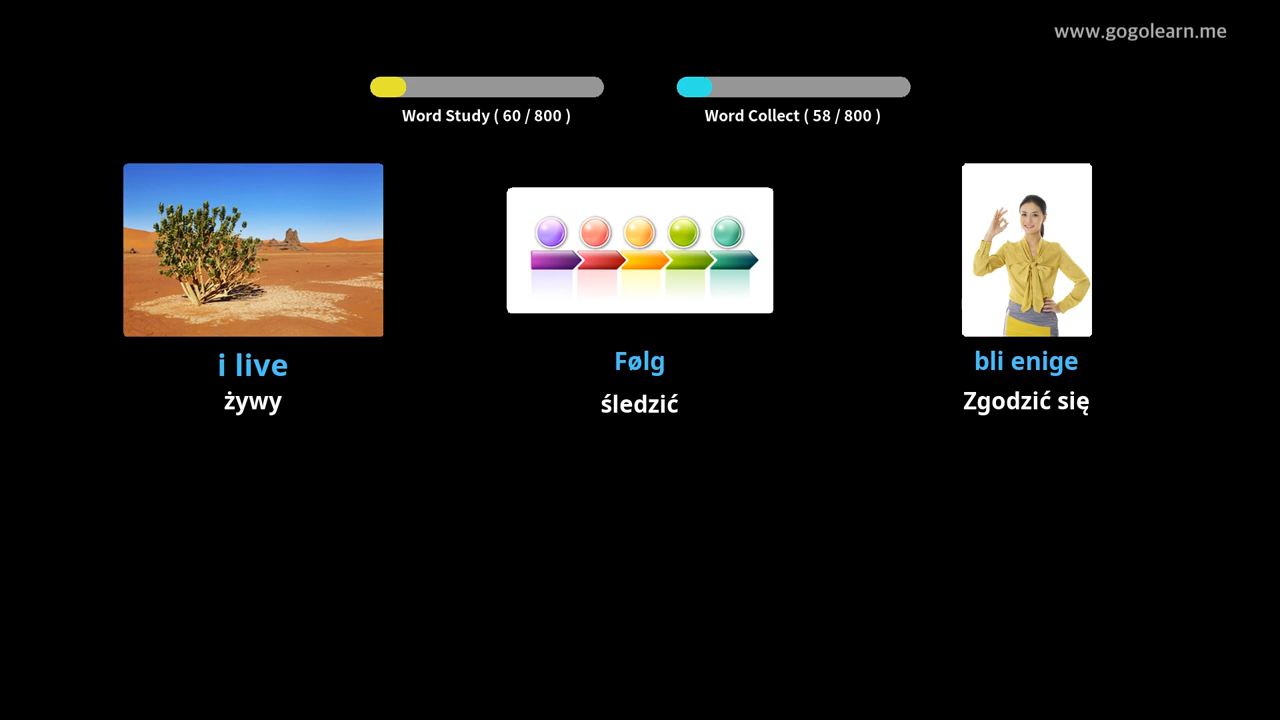 www.gogolearn.me
Word Study ( 60 / 800 )
Word Collect ( 58 / 800 )
i live
żywy
Følg
śledzić
bli enige
Zgodzić się